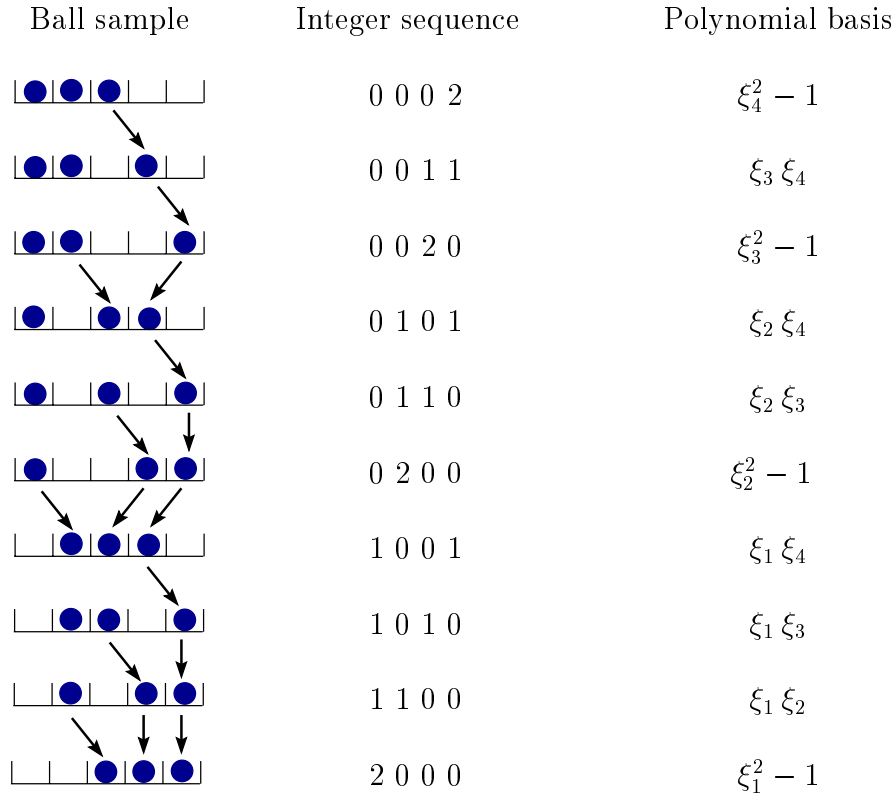 Ball sample Integer sequence Polynomial basis
0 0 0 2 ξ₄² − 1
0 0 1 1 ξ₃ ξ₄
0 0 2 0 ξ₃² − 1
0 1 0 1 ξ₂ ξ₄
0 1 1 0 ξ₂ ξ₃
0 2 0 0 ξ₂² − 1
1 0 0 1 ξ₁ ξ₄
1 0 1 0 ξ₁ ξ₃
1 1 0 0 ξ₁ ξ₂
2 0 0 0 ξ₁² − 1